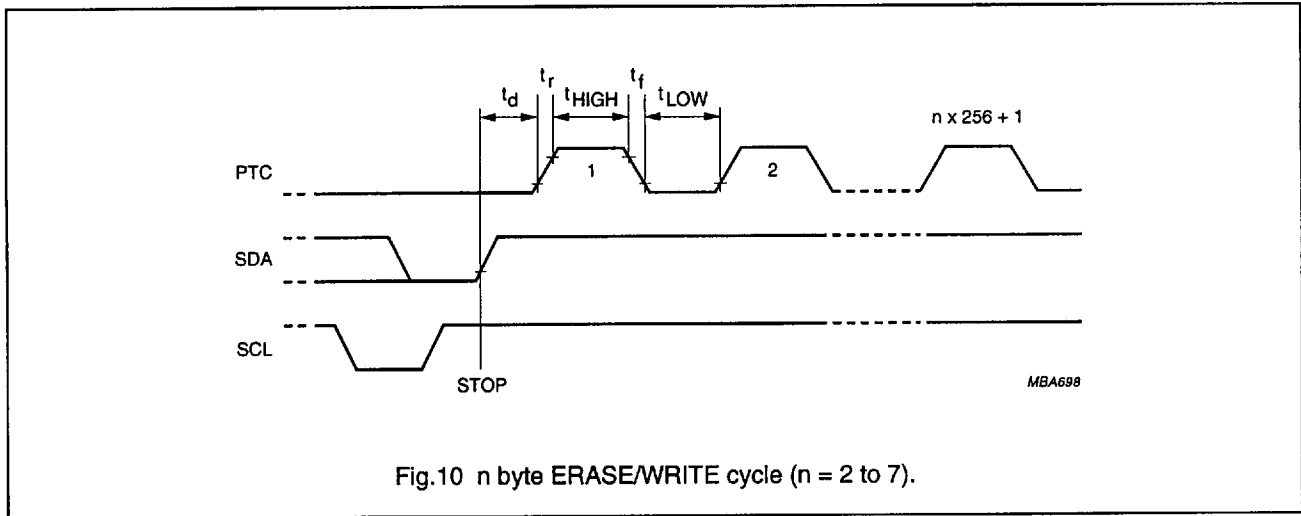 t_d t_r t_HIGH t_f t_LOW
n x 256 + 1
PTC 1 2
SDA
SCL
STOP
MBA698
Fig.10 n byte ERASE/WRITE cycle (n = 2 to 7).